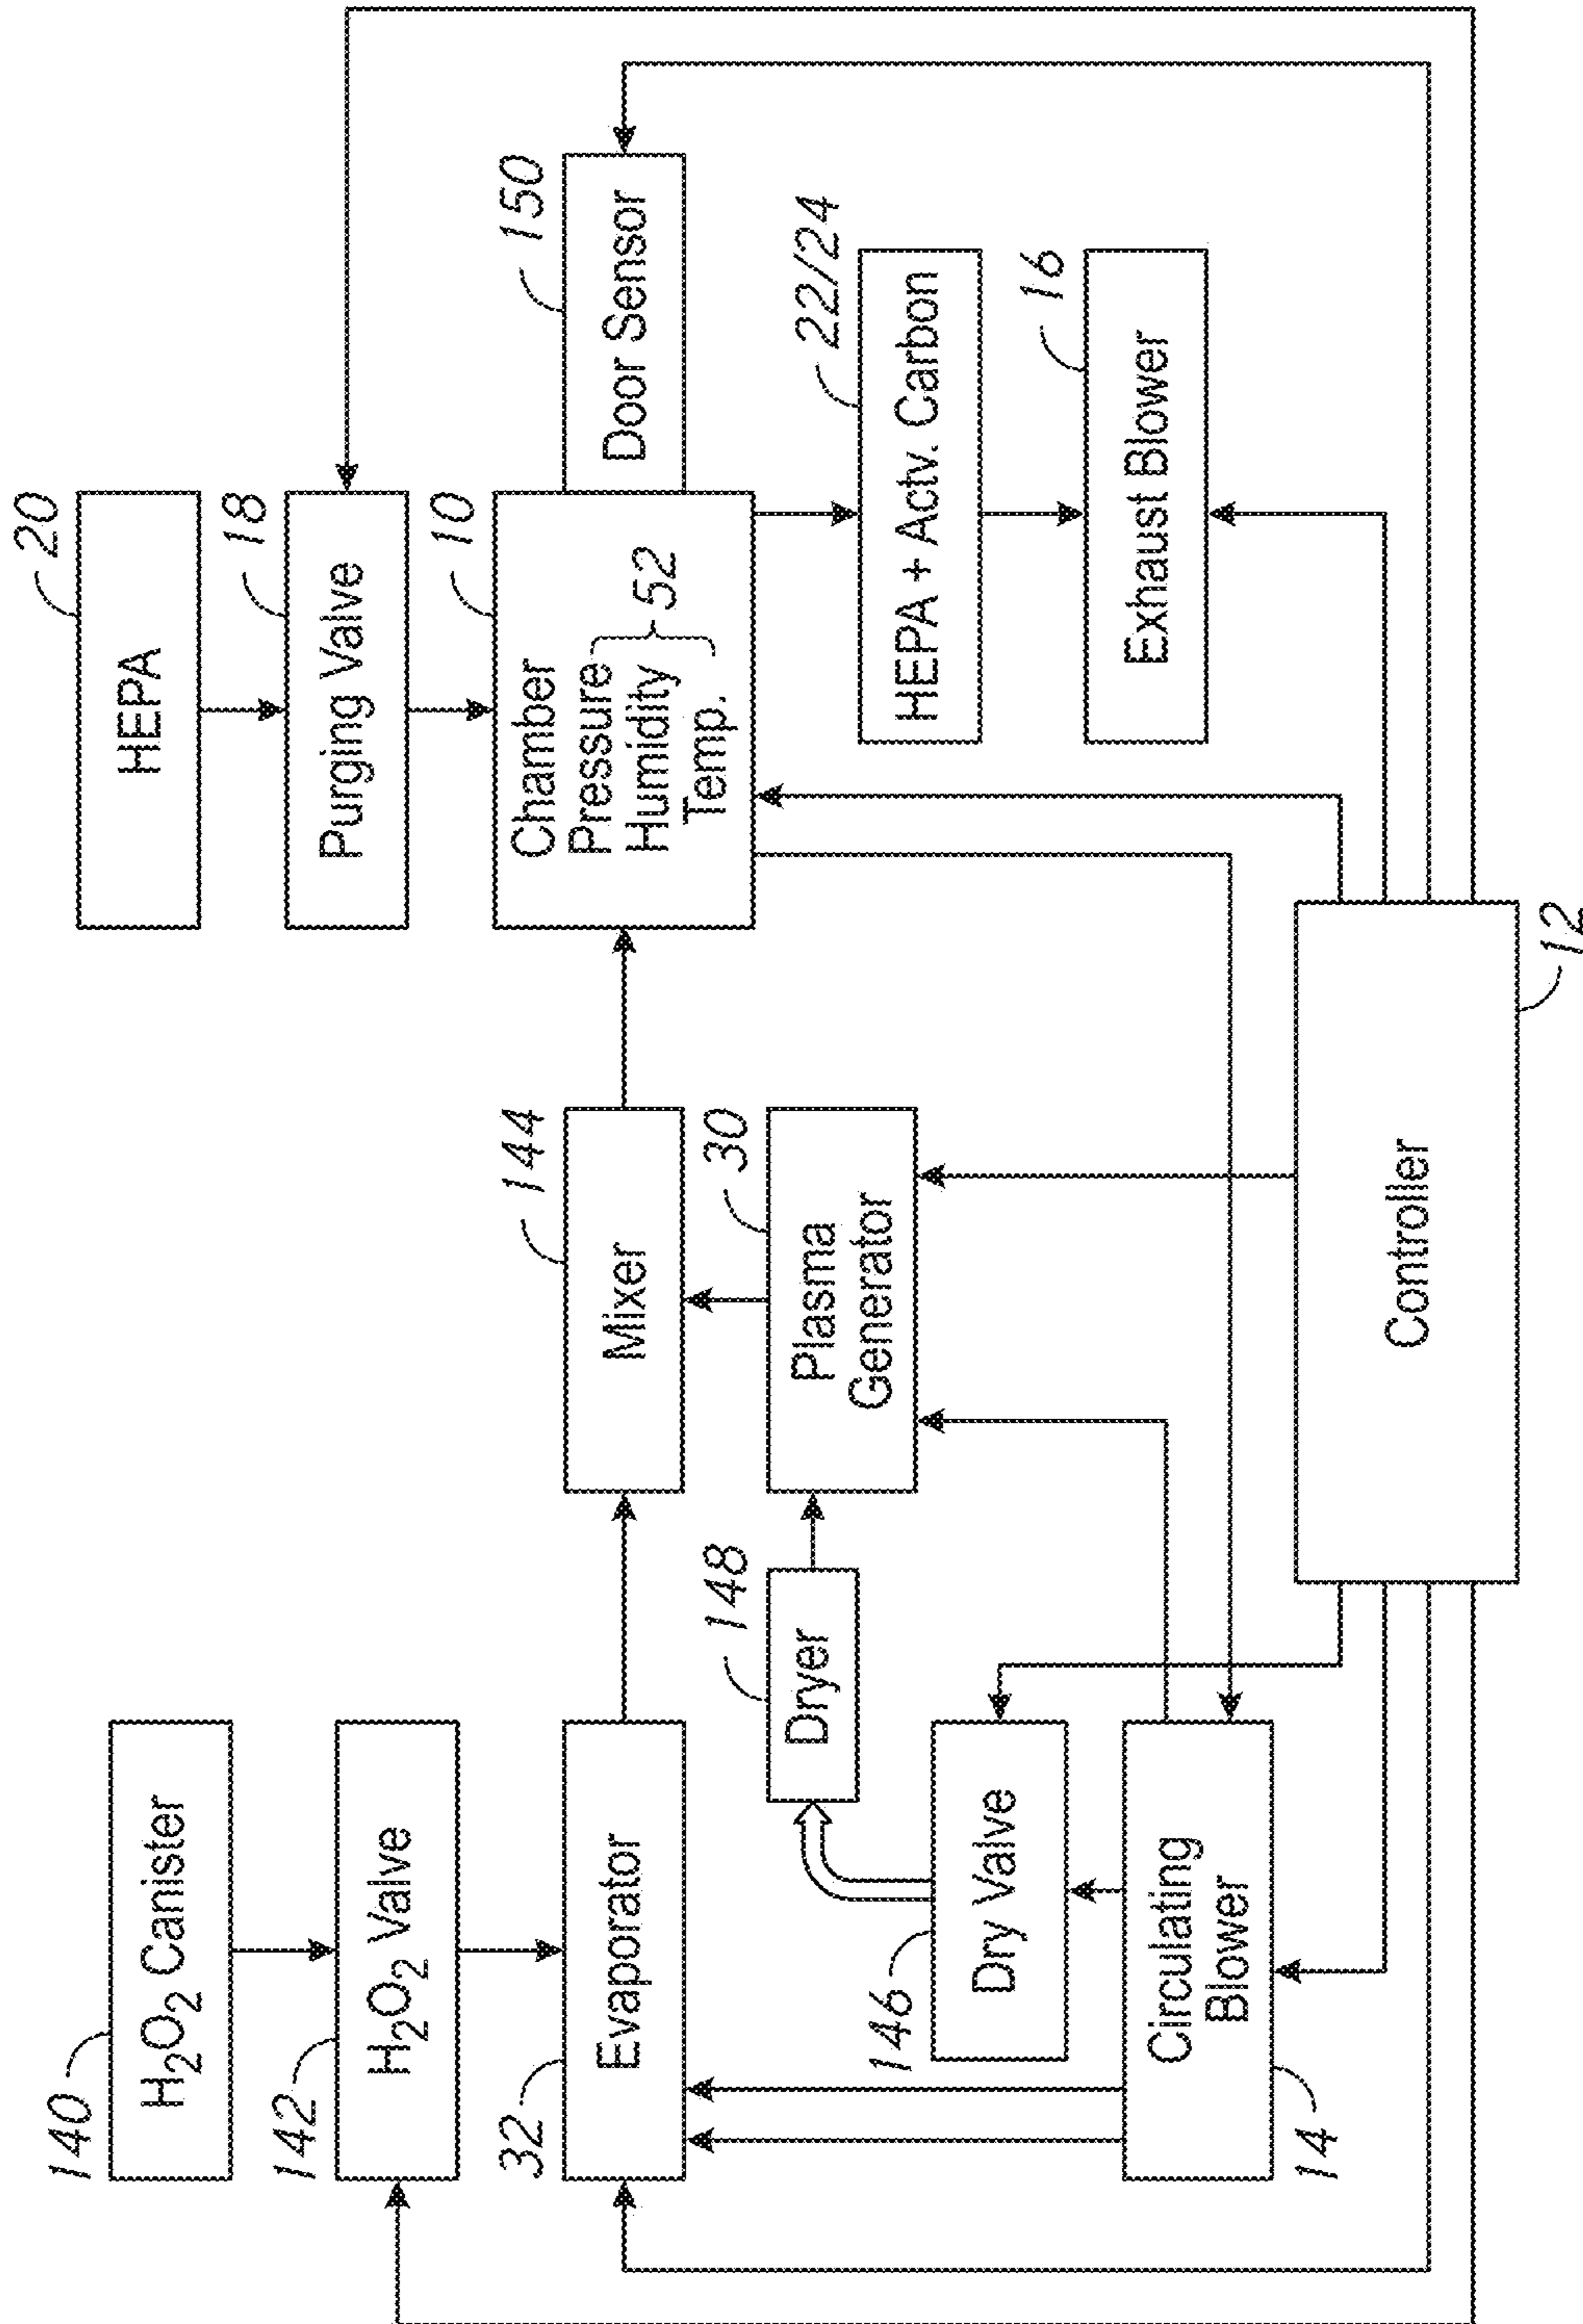 140
H₂O₂ Canister
142
H₂O₂ Valve
32
Evaporator
144
Mixer
20
HEPA
18
Purging Valve
10
Chamber
Pressure
Humidity
Temp.
52
150
Door Sensor
148
Dryer
30
Plasma
Generator
22/24
HEPA + Actv. Carbon
146
Dry Valve
16
Exhaust Blower
14
Circulating
Blower
Controller
12